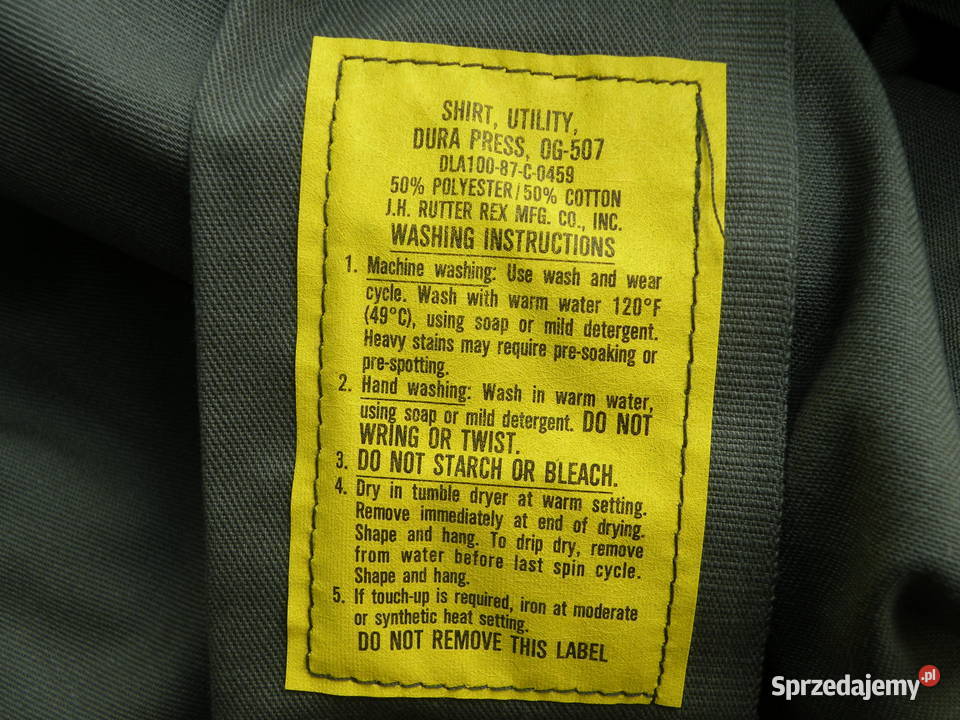 SHIRT, UTILITY,
DURA PRESS, OG-507
DLA100-87-C-0459
50% POLYESTER/50% COTTON
J.H. RUTTER REX MFG. CO., INC.
WASHING INSTRUCTIONS
1. Machine washing: Use wash and wear
cycle. Wash with warm water 120°F
(49°C), using soap or mild detergent.
Heavy stains may require pre-soaking or
pre-spotting.
2. Hand washing: Wash in warm water,
using soap or mild detergent. DO NOT
WRING OR TWIST.
3. DO NOT STARCH OR BLEACH.
4. Dry in tumble dryer at warm setting.
Remove immediately at end of drying.
Shape and hang. To drip dry, remove
from water before last spin cycle.
Shape and hang.
5. If touch-up is required, iron at moderate
or synthetic heat setting.
DO NOT REMOVE THIS LABEL
Sprzedajemy.pl